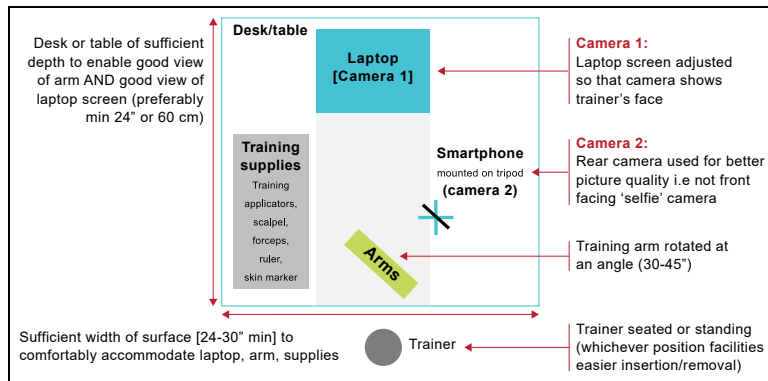 Desk or table of sufficient
depth to enable good view
of arm AND good view of
laptop screen (preferably
min 24” or 60 cm)
Desk/table
Laptop
[Camera 1]
Training
supplies
Training
applicators,
scalpel,
forceps,
ruler,
skin marker
Smartphone
mounted on tripod
(camera 2)
Arms
Camera 1:
Laptop screen adjusted
so that camera shows
trainer’s face
Camera 2:
Rear camera used for better
picture quality i.e not front
facing ‘selfie’ camera
Training arm rotated at
an angle (30-45”)
Sufficient width of surface [24-30” min] to
comfortably accommodate laptop, arm, supplies
Trainer
Trainer seated or standing
(whichever position facilities
easier insertion/removal)